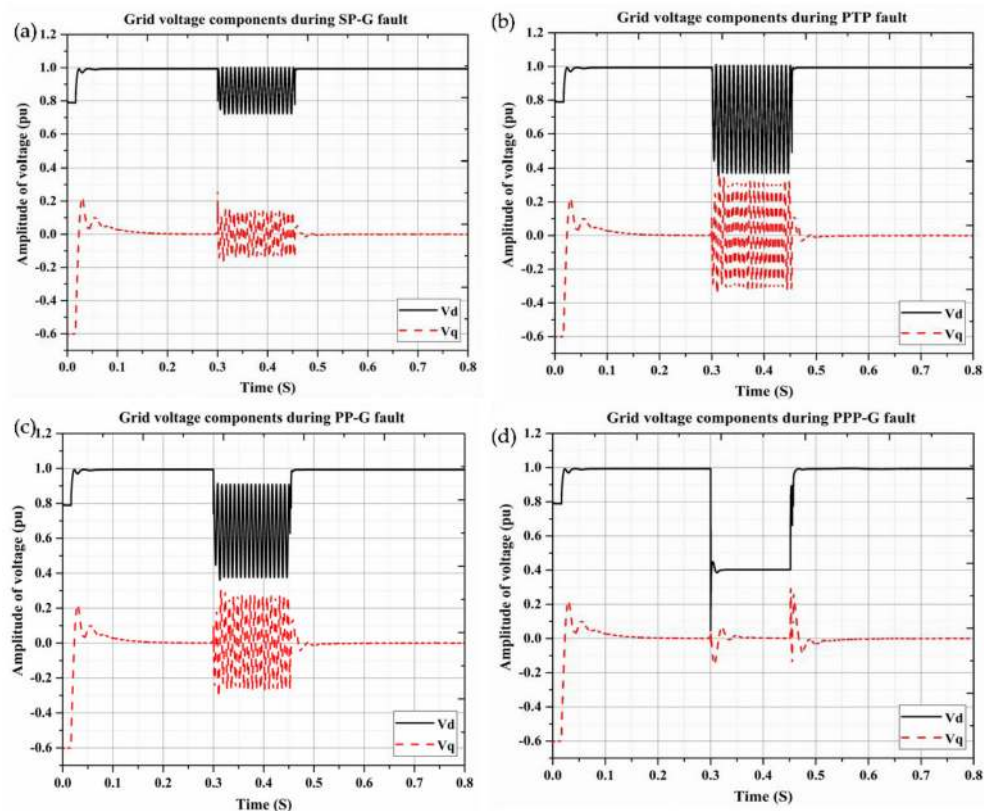 (a)
Grid voltage components during SP-G fault
1.2
1.0
0.8
0.6
0.4
0.2
0.0
-0.2
-0.4
-0.6
Amplitude of voltage (pu)
Vd
Vq
0.0 0.1 0.2 0.3 0.4 0.5 0.6 0.7 0.8
Time (S)
(b)
Grid voltage components during PTP fault
1.2
1.0
0.8
0.6
0.4
0.2
0.0
-0.2
-0.4
-0.6
Amplitude of voltage (pu)
Vd
Vq
0.0 0.1 0.2 0.3 0.4 0.5 0.6 0.7 0.8
Time (S)
(c)
Grid voltage components during PP-G fault
1.2
1.0
0.8
0.6
0.4
0.2
0.0
-0.2
-0.4
-0.6
Amplitude of voltage (pu)
Vd
Vq
0.0 0.1 0.2 0.3 0.4 0.5 0.6 0.7 0.8
Time (S)
(d)
Grid voltage components during PPP-G fault
1.2
1.0
0.8
0.6
0.4
0.2
0.0
-0.2
-0.4
-0.6
Amplitude of voltage (pu)
Vd
Vq
0.0 0.1 0.2 0.3 0.4 0.5 0.6 0.7 0.8
Time (S)